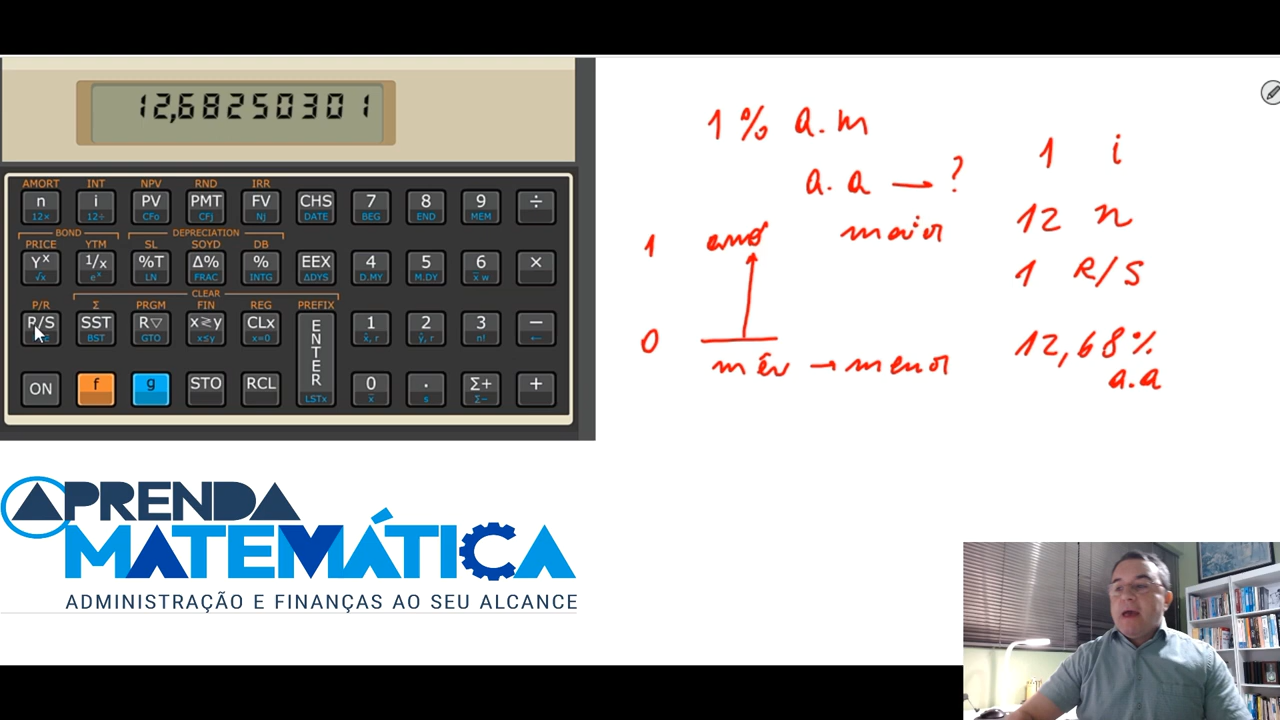 12,68250301
AMORT INT NPV RND IRR
n i PV PMT FV CHS 7 8 9 ÷
12× 12÷ CFo CFj Nj DATE BEG END MEM
BOND DEPRECIATION
PRICE YTM SL SOYD DB
Yˣ 1/x %T Δ% % EEX 4 5 6 ×
√x eˣ LN FRAC INTG ΔDYS D.MY M.DY x̄ w
CLEAR
P/R Σ PRGM FIN REG PREFIX
R/S SST R▽ x≷y CLx ENTER 1 2 3 −
BST GTO x≤y x=0 x̂, r ŷ, r n! ←
ON f g STO RCL 0 . Σ+ +
LSTx x̄ s Σ−
1% a.m
a.a → ?
maior
1 ano
0
mês → menor
1 i
12 n
1 R/S
12,68%
a.a
APRENDA
MATEMÁTICA
ADMINISTRAÇÃO E FINANÇAS AO SEU ALCANCE